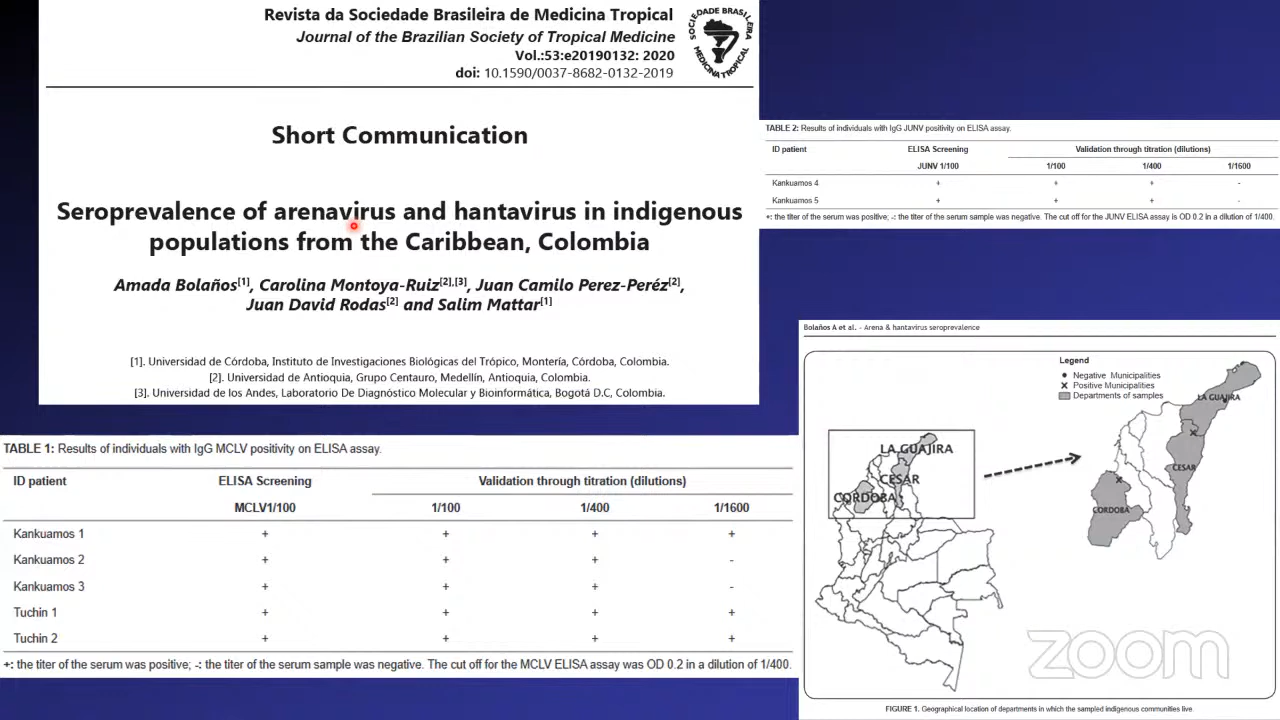 Revista da Sociedade Brasileira de Medicina Tropical
Journal of the Brazilian Society of Tropical Medicine
Vol.:53:e20190132: 2020
doi: 10.1590/0037-8682-0132-2019
SOCIEDADE BRASILEIRA
MEDICINA TROPICAL
Short Communication
Seroprevalence of arenavirus and hantavirus in indigenous
populations from the Caribbean, Colombia
Amada Bolaños[1], Carolina Montoya-Ruiz[2],[3], Juan Camilo Perez-Peréz[2],
Juan David Rodas[2] and Salim Mattar[1]
[1]. Universidad de Córdoba, Instituto de Investigaciones Biológicas del Trópico, Montería, Córdoba, Colombia.
[2]. Universidad de Antioquia, Grupo Centauro, Medellín, Antioquia, Colombia.
[3]. Universidad de los Andes, Laboratorio De Diagnóstico Molecular y Bioinformática, Bogotá D.C, Colombia.
TABLE 1: Results of individuals with IgG MCLV positivity on ELISA assay.
ID patient ELISA Screening Validation through titration (dilutions)
MCLV1/100 1/100 1/400 1/1600
Kankuamos 1 + + + +
Kankuamos 2 + + + -
Kankuamos 3 + + + -
Tuchin 1 + + + +
Tuchin 2 + + + +
+: the titer of the serum was positive; -: the titer of the serum sample was negative. The cut off for the MCLV ELISA assay was OD 0.2 in a dilution of 1/400.
TABLE 2: Results of individuals with IgG JUNV positivity on ELISA assay.
ID patient ELISA Screening Validation through titration (dilutions)
JUNV 1/100 1/100 1/400 1/1600
Kankuamos 4 + + + -
Kankuamos 5 + + + -
+: the titer of the serum was positive; -: the titer of the serum sample was negative. The cut off for the JUNV ELISA assay is OD 0.2 in a dilution of 1/400.
Bolaños A et al. - Arena & hantavirus seroprevalence
Legend
Negative Municipalities
Positive Municipalities
Departments of samples
LA GUAJIRA
CESAR
CORDOBA
LA GUAJIRA
CESAR
CORDOBA
zoom
FIGURE 1. Geographical location of departments in which the sampled indigenous communities live.